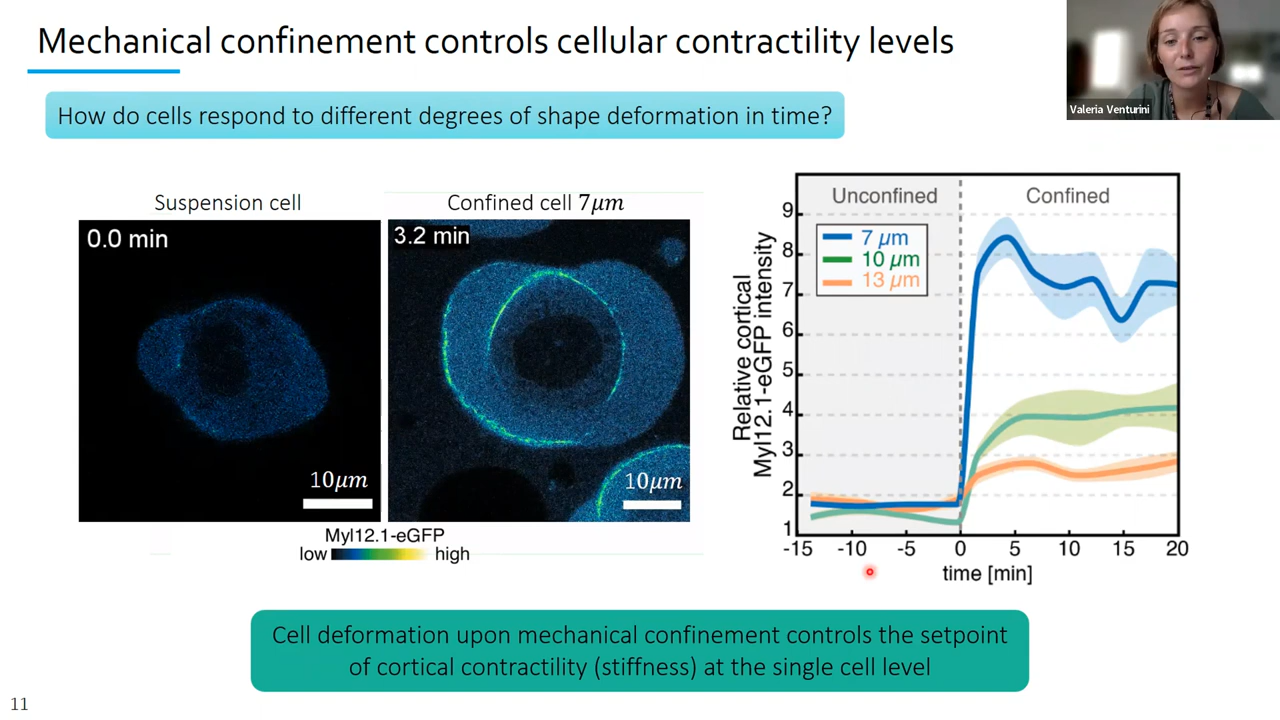 Mechanical confinement controls cellular contractility levels
Valeria Venturini
How do cells respond to different degrees of shape deformation in time?
Suspension cell
Confined cell 7μm
0.0 min
3.2 min
10μm
10μm
Myl12.1-eGFP
low
high
Unconfined
Confined
7 μm
10 μm
13 μm
Relative cortical
Myl12.1-eGFP intensity
9
8
7
6
5
4
3
2
1
-15 -10 -5 0 5 10 15 20
time [min]
Cell deformation upon mechanical confinement controls the setpoint
of cortical contractility (stiffness) at the single cell level
11